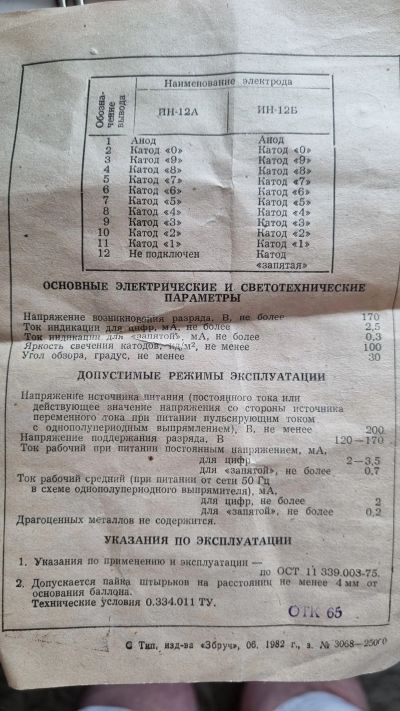 Обозна-
чение
вывода
Наименование электрода
ИН-12А ИН-12Б
1 Анод Анод
2 Катод «0» Катод «0»
3 Катод «9» Катод «9»
4 Катод «8» Катод «8»
5 Катод «7» Катод «7»
6 Катод «6» Катод «6»
7 Катод «5» Катод «5»
8 Катод «4» Катод «4»
9 Катод «3» Катод «3»
10 Катод «2» Катод «2»
11 Катод «1» Катод «1»
12 Не подключен Катод
«запятая»
ОСНОВНЫЕ ЭЛЕКТРИЧЕСКИЕ И СВЕТОТЕХНИЧЕСКИЕ
ПАРАМЕТРЫ
Напряжение возникновения разряда, В, не более 170
Ток индикации для цифр, мА, не более 2,5
Ток индикации для «запятой», мА, не более 0,3
Яркость свечения катодов, кд/м², не менее 100
Угол обзора, градус, не менее 30
ДОПУСТИМЫЕ РЕЖИМЫ ЭКСПЛУАТАЦИИ
Напряжение источника питания (постоянного тока или
действующее значение напряжения со стороны источника
переменного тока при питании пульсирующим током
с однополупериодным выпрямлением), В, не менее 200
Напряжение поддержания разряда, В 120—170
Ток рабочий при питании постоянным напряжением, мА,
для цифр 2—3,5
для «запятой», не более 0,7
Ток рабочий средний (при питании от сети 50 Гц
в схеме однополупериодного выпрямителя), мА,
для цифр, не более 2
для «запятой», не более 0,2
Драгоценных металлов не содержится.
УКАЗАНИЯ ПО ЭКСПЛУАТАЦИИ
1. Указания по применению и эксплуатации —
по ОСТ 11 339.003-75.
2. Допускается пайка штырьков на расстоянии не менее 4 мм от
основания баллона.
Технические условия 0.334.011 ТУ.
ОТК 65
С Тип. изд-ва «Збруч», 06. 1982 г., з. № 3068—25000